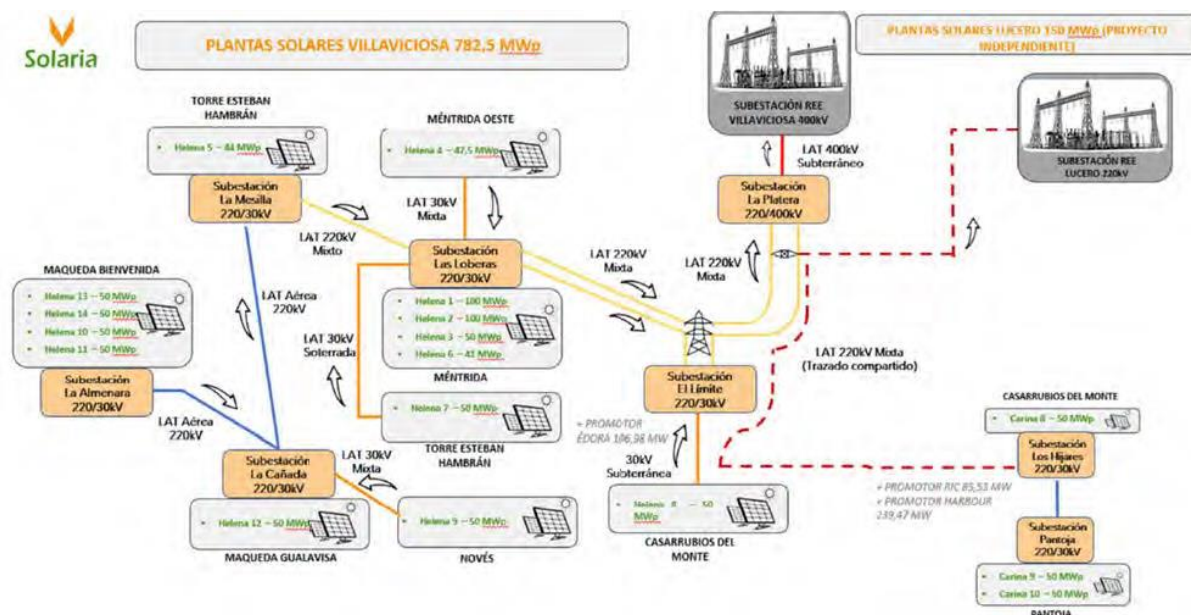 Solaria
PLANTAS SOLARES VILLAVICIOSA 782,5 MWp
PLANTAS SOLARES LUCERO 150 MWp (PROYECTO
INDEPENDIENTE)
SUBESTACIÓN REE
VILLAVICIOSA 400kV
SUBESTACIÓN REE
LUCERO 220kV
TORRE ESTEBAN
HAMBRÁN
Helena 5 – 44 MWp
Subestación
La Mesilla
220/30kV
MÉNTRIDA OESTE
Helena 4 – 47,5 MWp
LAT 30kV
Mixta
LAT 220kV
Mixto
Subestación
Las Loberas
220/30kV
Helena 1 – 100 MWp
Helena 2 – 100 MWp
Helena 3 – 50 MWp
Helena 6 – 41 MWp
MÉNTRIDA
LAT 400kV
Subterráneo
Subestación
La Platera
220/400kV
LAT 220kV
Mixta
LAT 220kV
Mixta
MAQUEDA BIENVENIDA
Helena 13 – 50 MWp
Helena 14 – 50 MWp
Helena 10 – 50 MWp
Helena 11 – 50 MWp
Subestación
La Almenara
220/30kV
LAT Aérea
220kV
LAT Aérea
220kV
LAT 30kV
Soterrada
Helena 7 – 50 MWp
TORRE ESTEBAN
HAMBRÁN
Subestación
La Cañada
220/30kV
LAT 30kV
Mixta
Helena 12 – 50 MWp
MAQUEDA GUALAVISA
Helena 9 – 50 MWp
NOVÉS
Subestación
El Límite
220/30kV
+ PROMOTOR
ÉDORA 106,98 MW
30kV
Subterránea
Helena 8 – 50
MWp
CASARRUBIOS DEL
MONTE
LAT 220kV Mixta
(Trazado compartido)
CASARRUBIOS DEL MONTE
Carina 8 – 50 MWp
Subestación
Los Hijares
220/30kV
+ PROMOTOR RIC 85,53 MW
+ PROMOTOR HARBOUR
239,47 MW
Subestación
Pantoja
220/30kV
Carina 9 – 50 MWp
Carina 10 – 50 MWp
PANTOJA